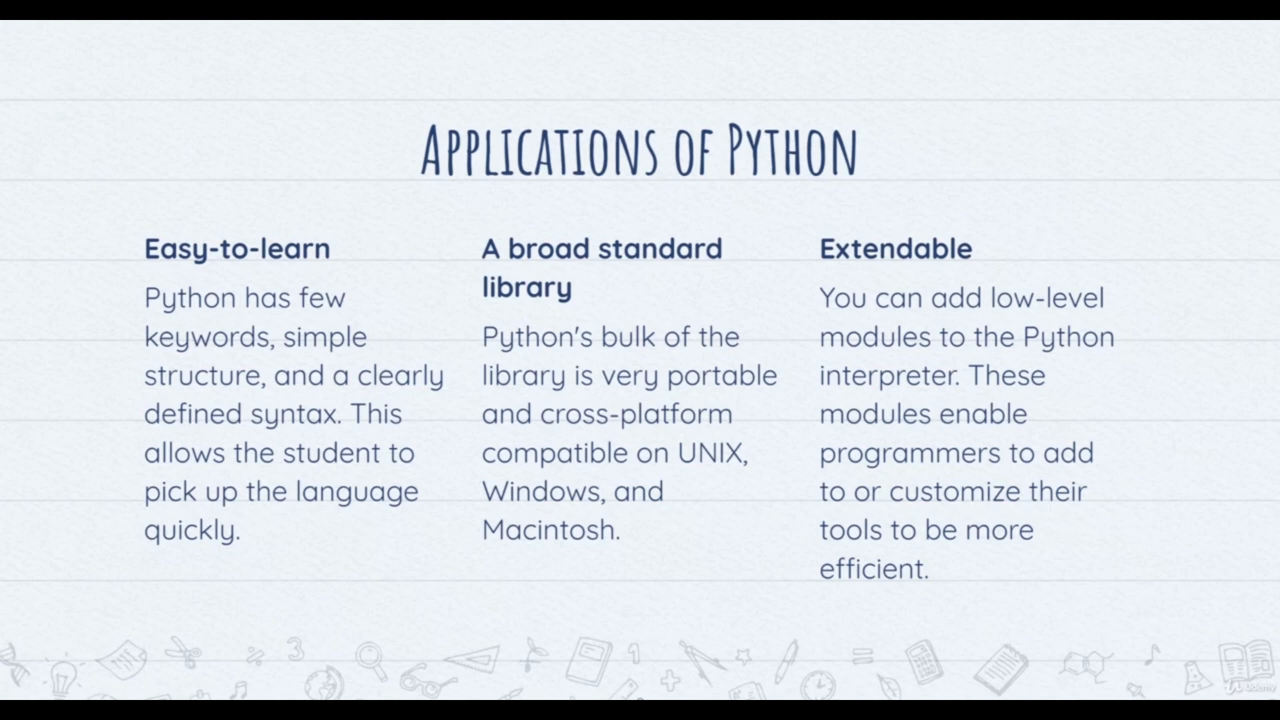 Applications of Python
Easy-to-learn
Python has few
keywords, simple
structure, and a clearly
defined syntax. This
allows the student to
pick up the language
quickly.
A broad standard
library
Python's bulk of the
library is very portable
and cross-platform
compatible on UNIX,
Windows, and
Macintosh.
Extendable
You can add low-level
modules to the Python
interpreter. These
modules enable
programmers to add
to or customize their
tools to be more
efficient.
3
1
Udemy